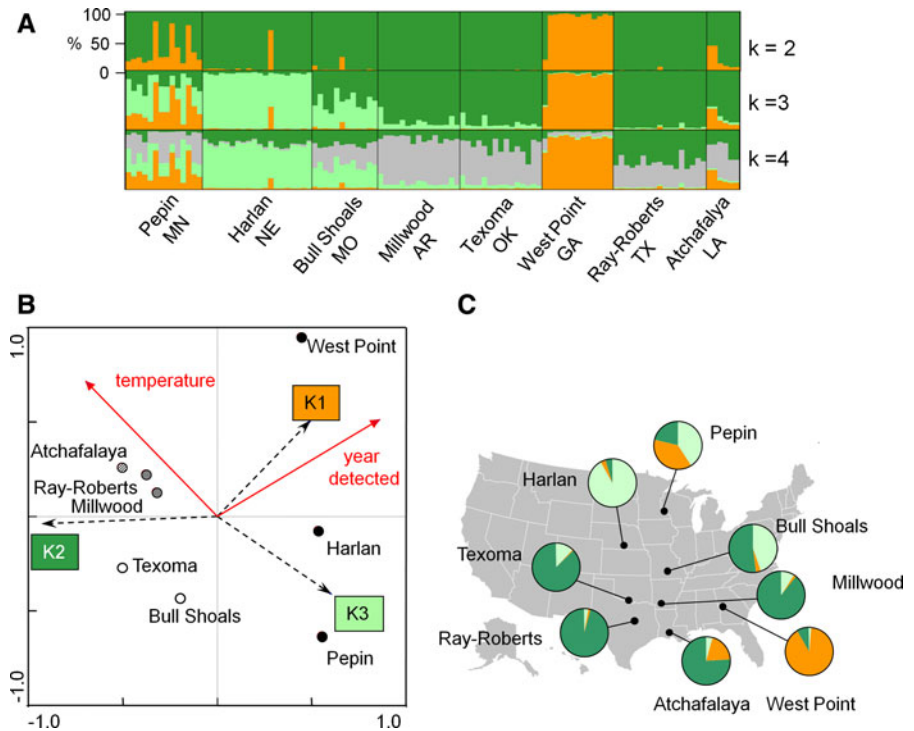 A
100
50
%
0
k = 2
k =3
k =4
Pepin
MN
Harlan
NE
Bull Shoals
MO
Millwood
AR
Texoma
OK
West Point
GA
Ray-Roberts
TX
Atchafalya
LA
B
1.0
-1.0
-1.0
1.0
West Point
temperature
K1
year
detected
Atchafalaya
Ray-Roberts
Millwood
K2
Texoma
Bull Shoals
Harlan
K3
Pepin
C
Pepin
Harlan
Bull Shoals
Texoma
Millwood
Ray-Roberts
Atchafalaya
West Point